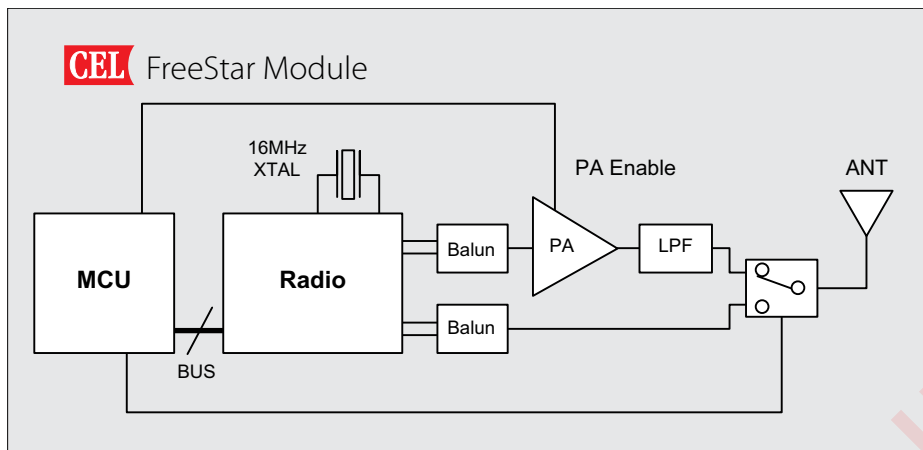 CEL FreeStar Module
16MHz
XTAL
PA Enable
ANT
MCU
Radio
Balun
PA
LPF
Balun
BUS